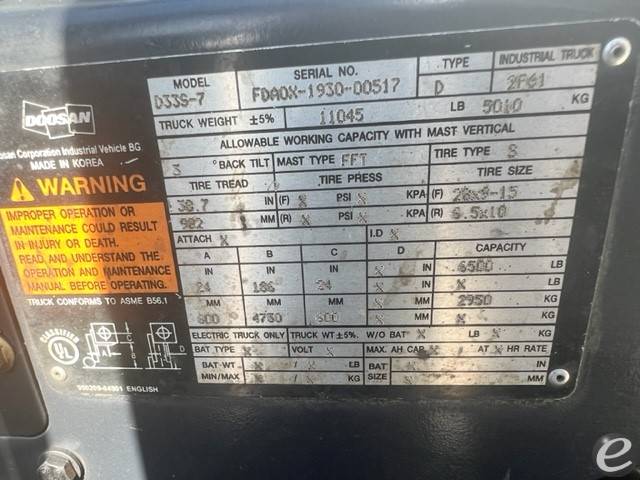 MODEL D33S-7 SERIAL NO. FDA0X-1930-00517 TYPE D INDUSTRIAL TRUCK
TRUCK WEIGHT ±5% 11045 LB 5010 KG
ALLOWABLE WORKING CAPACITY WITH MAST VERTICAL
3 °BACK TILT MAST TYPE FFT TIRE TYPE S
TIRE TREAD TIRE PRESS TIRE SIZE
38.7 IN (F) X PSI X KPA (F) 28x9-15
982 MM (R) X PSI X KPA (R) 6.5x10
ATTACH X I.D X
A B C D CAPACITY
IN IN IN X IN 6500 LB
24 186 24 X X
MM MM MM X MM 2950 KG
600 4730 600 X X
ELECTRIC TRUCK ONLY TRUCK WT ±5% W/O BAT X LB X KG
BAT TYPE X VOLT X MAX. AH CAP X AT X HR RATE
BAT WT X / X LB BAT X IN
MIN/MAX X / X KG SIZE X MM
DOOSAN
Corporation Industrial Vehicle BG
MADE IN KOREA
WARNING
IMPROPER OPERATION OR
MAINTENANCE COULD RESULT
IN INJURY OR DEATH.
READ AND UNDERSTAND THE
OPERATION AND MAINTENANCE
MANUAL BEFORE OPERATING.
TRUCK CONFORMS TO ASME B56.1
CLASSIFIED
UL
ENGLISH
e